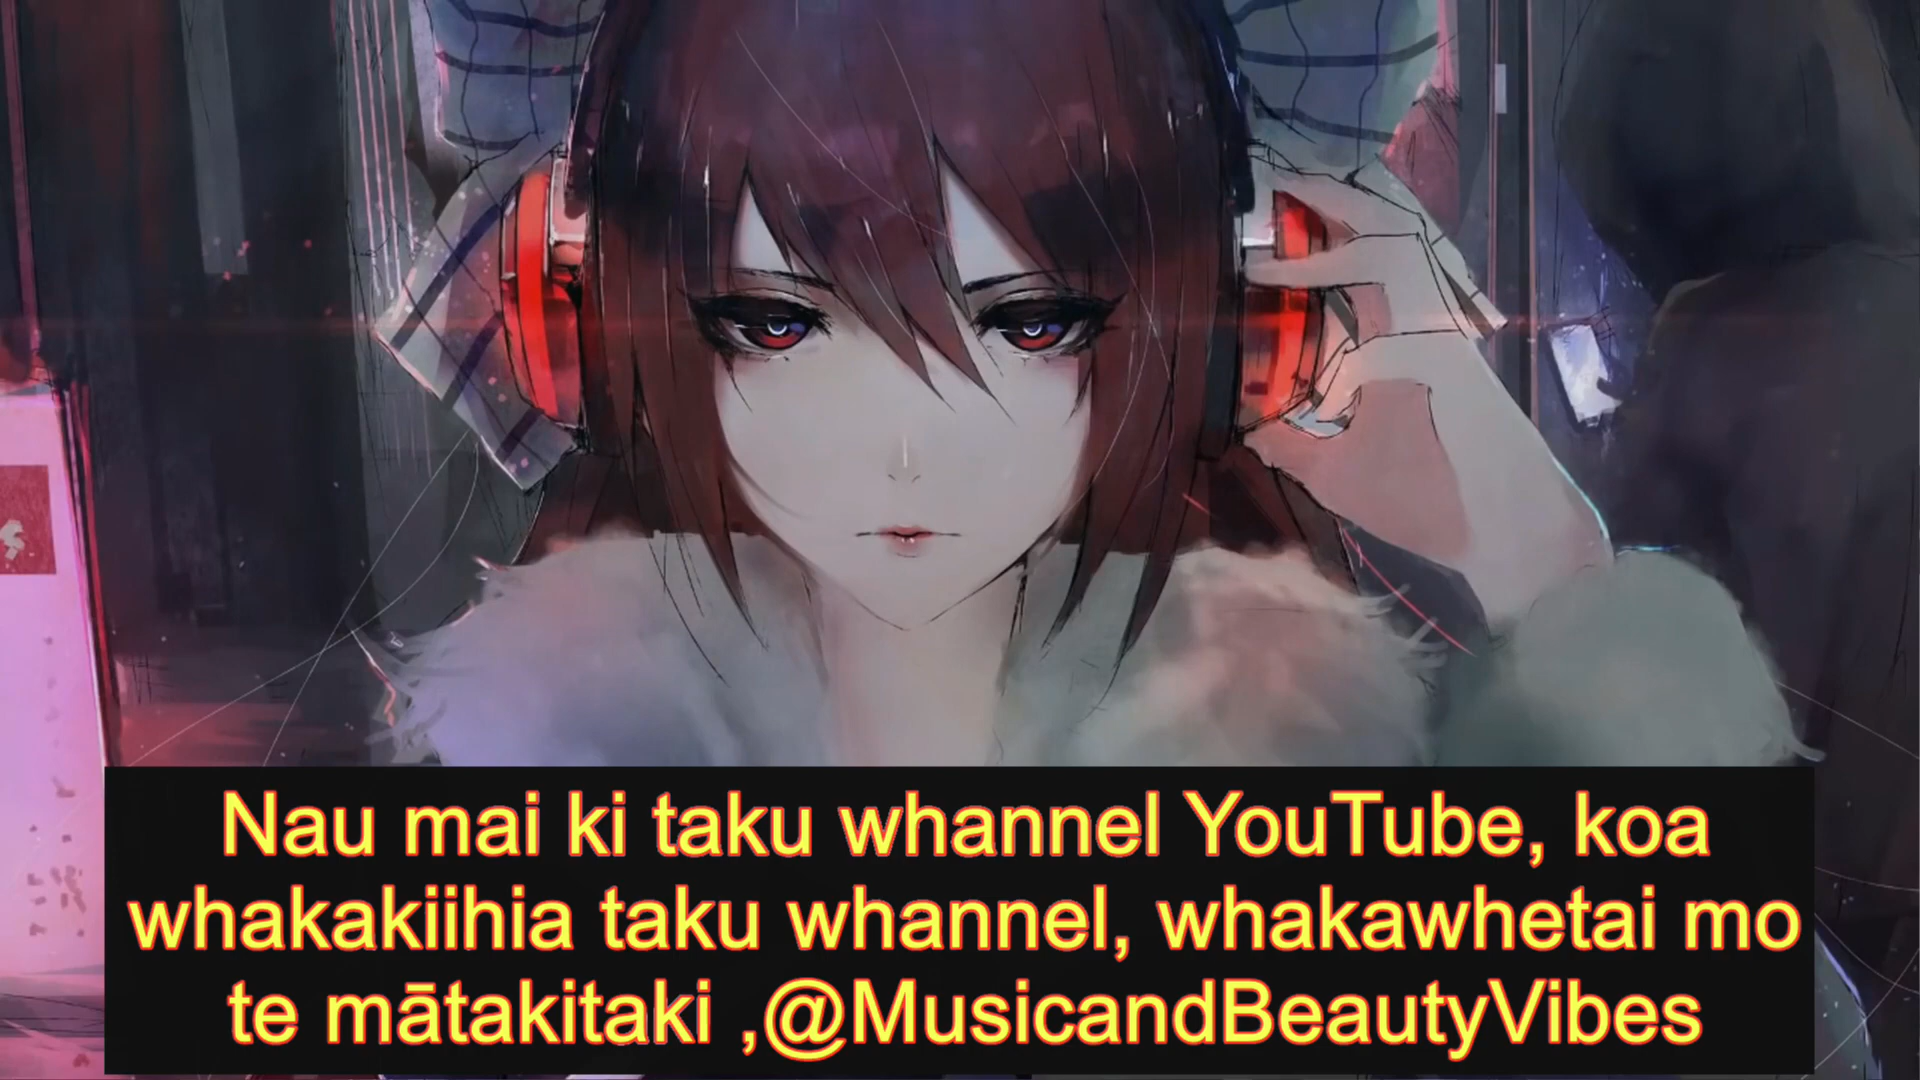 Nau mai ki taku whannel YouTube, koa
whakakiihia taku whannel, whakawhetai mo
te mātakitaki ,@MusicandBeautyVibes